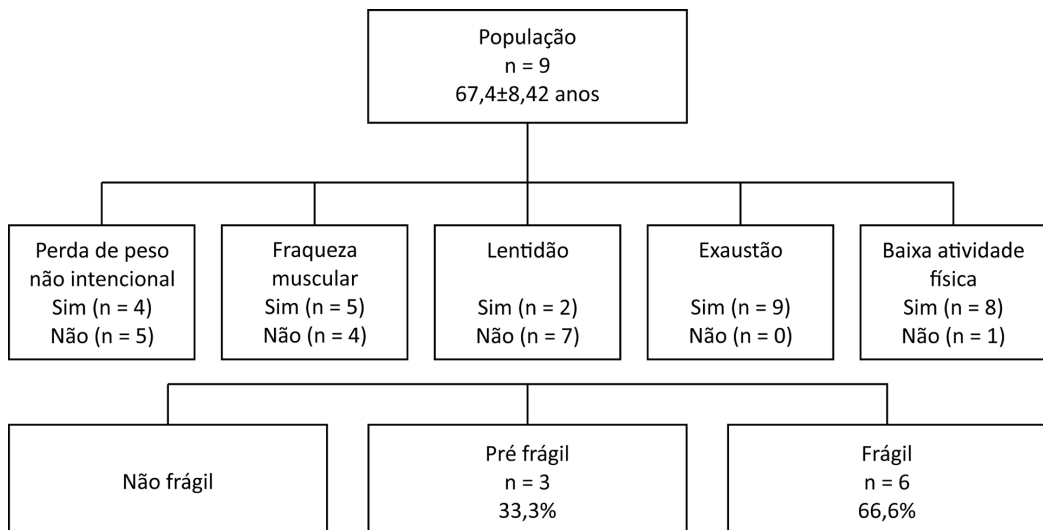 População
n = 9
67,4±8,42 anos
Perda de peso
não intencional
Sim (n = 4)
Não (n = 5)
Fraqueza
muscular
Sim (n = 5)
Não (n = 4)
Lentidão
Sim (n = 2)
Não (n = 7)
Exaustão
Sim (n = 9)
Não (n = 0)
Baixa atividade
física
Sim (n = 8)
Não (n = 1)
Não frágil
Pré frágil
n = 3
33,3%
Frágil
n = 6
66,6%